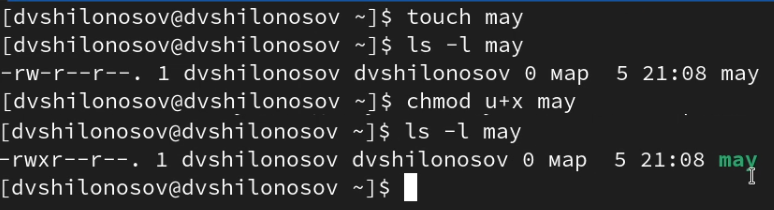 [dvshilonosov@dvshilonosov ~]$ touch may
[dvshilonosov@dvshilonosov ~]$ ls -l may
-rw-r--r--. 1 dvshilonosov dvshilonosov 0 мар  5 21:08 may
[dvshilonosov@dvshilonosov ~]$ chmod u+x may
[dvshilonosov@dvshilonosov ~]$ ls -l may
-rwxr--r--. 1 dvshilonosov dvshilonosov 0 мар  5 21:08 may
[dvshilonosov@dvshilonosov ~]$